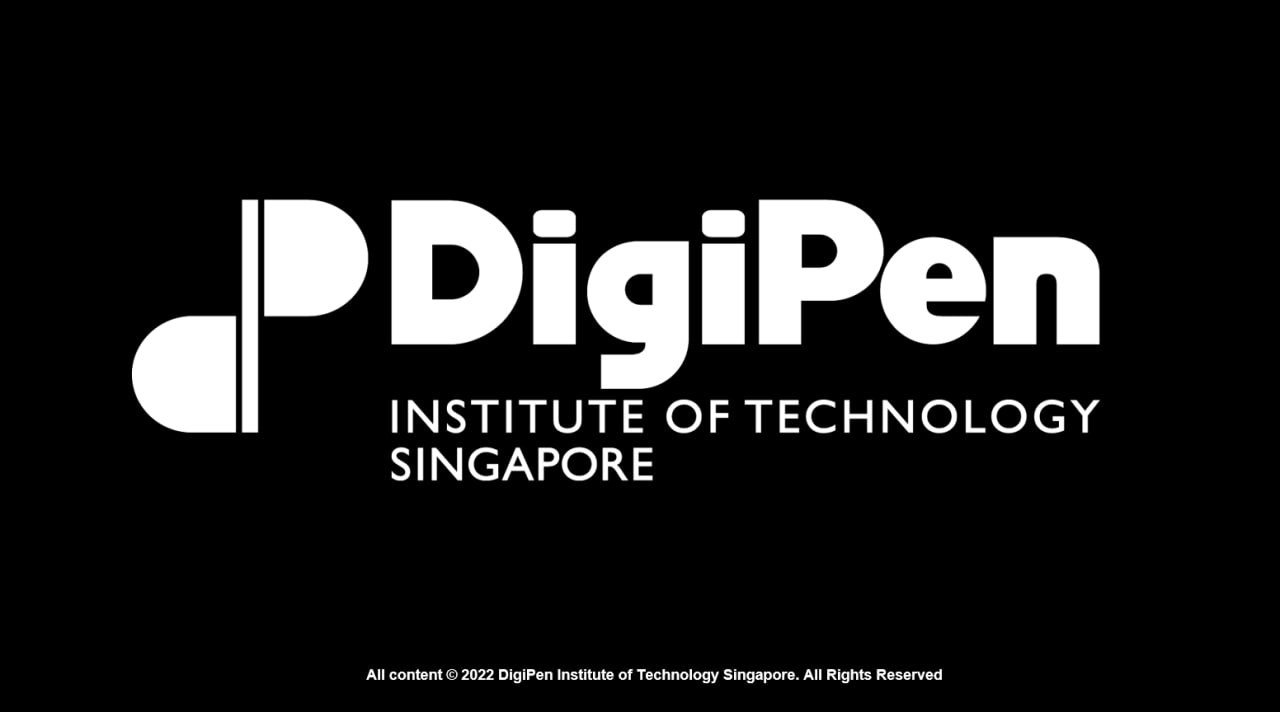 DigiPen
INSTITUTE OF TECHNOLOGY
SINGAPORE
All content © 2022 DigiPen Institute of Technology Singapore. All Rights Reserved